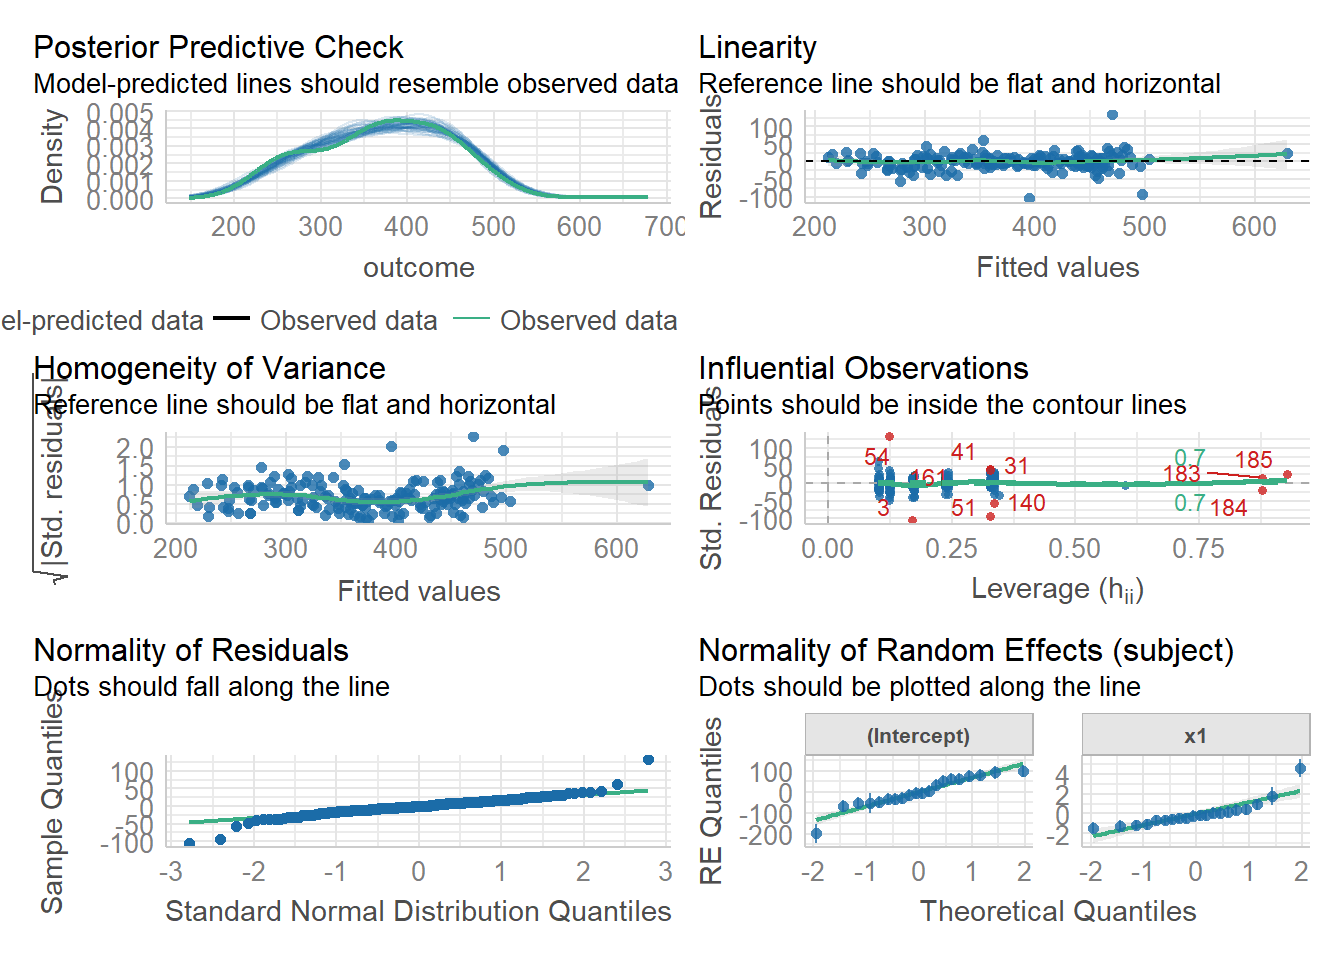 Posterior Predictive Check
Model-predicted lines should resemble observed data
Density
0.005
0.004
0.003
0.002
0.001
0.000
200 300 400 500 600 700
outcome
el-predicted data Observed data Observed data
Linearity
Reference line should be flat and horizontal
Residuals
100
50
0
-50
-100
200 300 400 500 600
Fitted values
Homogeneity of Variance
Reference line should be flat and horizontal
√|Std. residuals|
2.0
1.5
1.0
0.5
0.0
200 300 400 500 600
Fitted values
Influential Observations
Points should be inside the contour lines
Std. Residuals
100
50
0
-50
-100
54 41 31 0.7 185
161 183
3 51 140 0.7 184
0.00 0.25 0.50 0.75
Leverage (hii)
Normality of Residuals
Dots should fall along the line
Sample Quantiles
100
50
0
-50
-100
-3 -2 -1 0 1 2 3
Standard Normal Distribution Quantiles
Normality of Random Effects (subject)
Dots should be plotted along the line
RE Quantiles
(Intercept)
100
0
-100
-200
-2 -1 0 1 2
x1
4
2
0
-2
-2 -1 0 1 2
Theoretical Quantiles